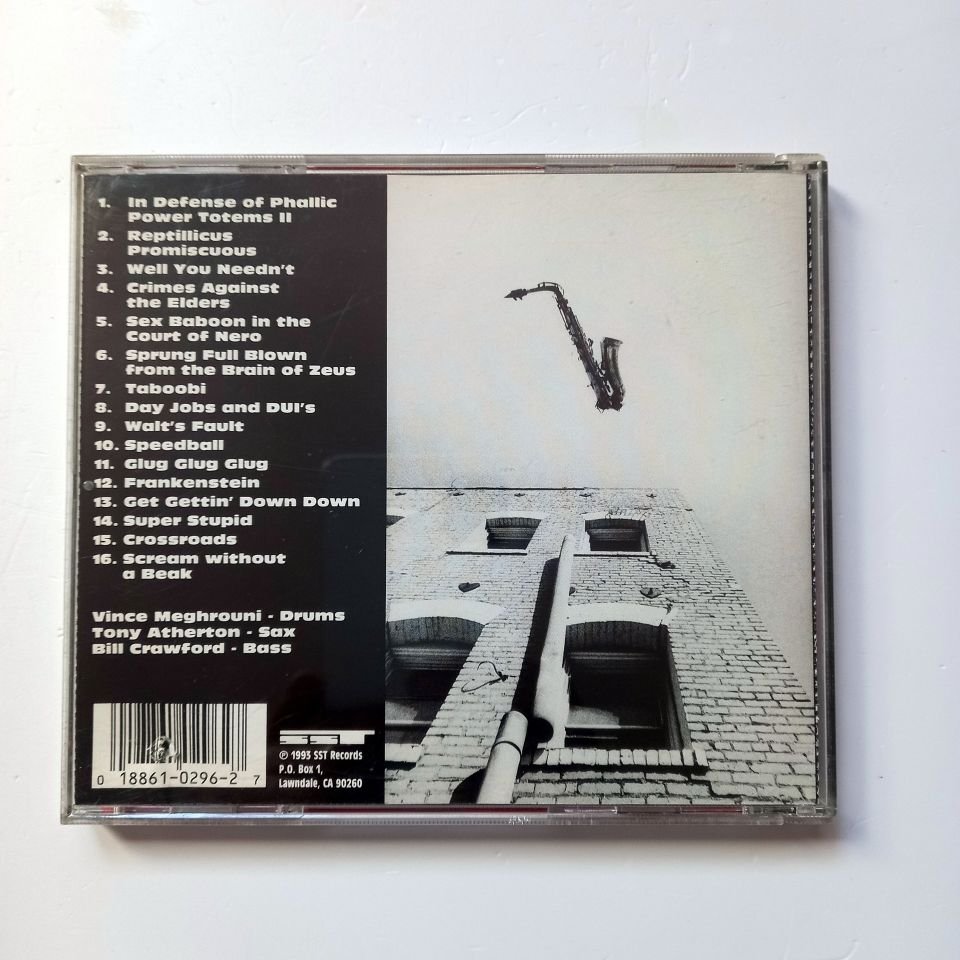 1. In Defense of Phallic
Power Totems II
2. Reptillicus
Promiscuous
3. Well You Needn't
4. Crimes Against
the Elders
5. Sex Baboon in the
Court of Nero
6. Sprung Full Blown
from the Brain of Zeus
7. Taboobi
8. Day Jobs and DUI's
9. Walt's Fault
10. Speedball
11. Glug Glug Glug
12. Frankenstein
13. Get Gettin' Down Down
14. Super Stupid
15. Crossroads
16. Scream without
a Beak
Vince Meghrouni - Drums
Tony Atherton - Sax
Bill Crawford - Bass
0 18861-0296-2 7
SST
℗ 1993 SST Records
P.O. Box 1,
Lawndale, CA 90260